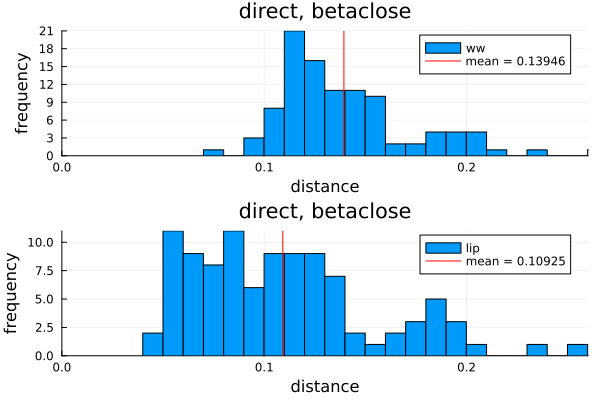 direct, betaclose
frequency
21
18
15
12
9
6
3
0
ww
mean = 0.13946
0.0
0.1
0.2
distance
direct, betaclose
frequency
10.0
7.5
5.0
2.5
0.0
lip
mean = 0.10925
0.0
0.1
0.2
distance